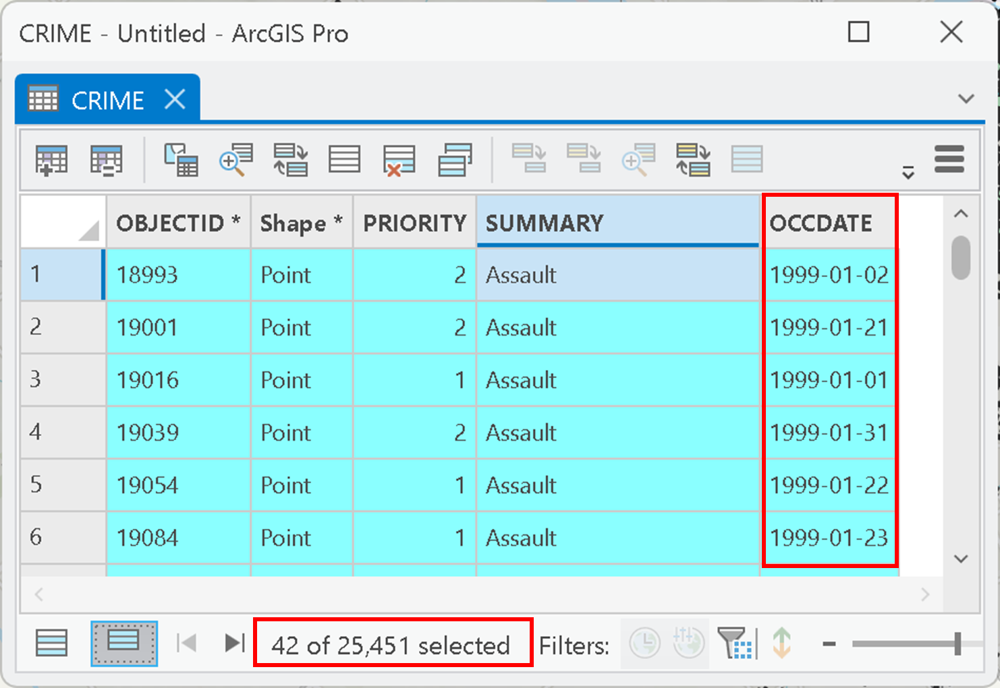 CRIME - Untitled - ArcGIS Pro
CRIME
OBJECTID * Shape * PRIORITY SUMMARY OCCDATE
1 18993 Point 2 Assault 1999-01-02
2 19001 Point 2 Assault 1999-01-21
3 19016 Point 1 Assault 1999-01-01
4 19039 Point 2 Assault 1999-01-31
5 19054 Point 1 Assault 1999-01-22
6 19084 Point 1 Assault 1999-01-23
42 of 25,451 selected Filters: